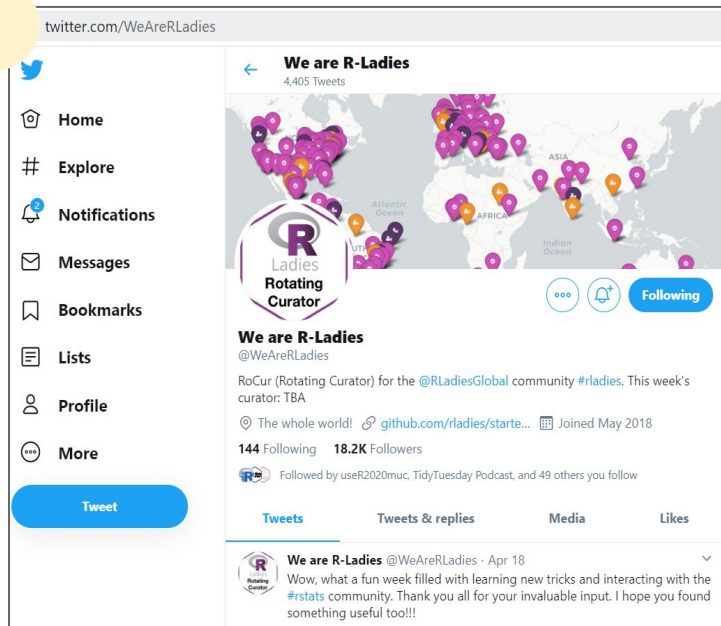 twitter.com/WeAreRLadies
We are R-Ladies
4,405 Tweets
Home
Explore
2
Notifications
Messages
Bookmarks
Lists
Profile
More
Tweet
ASIA
Atlantic
Ocean
AFRICA
Indian
Ocean
R
Ladies
Rotating
Curator
Following
We are R-Ladies
@WeAreRLadies
RoCur (Rotating Curator) for the @RLadiesGlobal community #rladies. This week's
curator: TBA
The whole world! github.com/rladies/starte... Joined May 2018
144 Following 18.2K Followers
Followed by useR2020muc, TidyTuesday Podcast, and 49 others you follow
Tweets Tweets & replies Media Likes
R
Ladies
Rotating
Curator
We are R-Ladies @WeAreRLadies · Apr 18
Wow, what a fun week filled with learning new tricks and interacting with the
#rstats community. Thank you all for your invaluable input. I hope you found
something useful too!!!